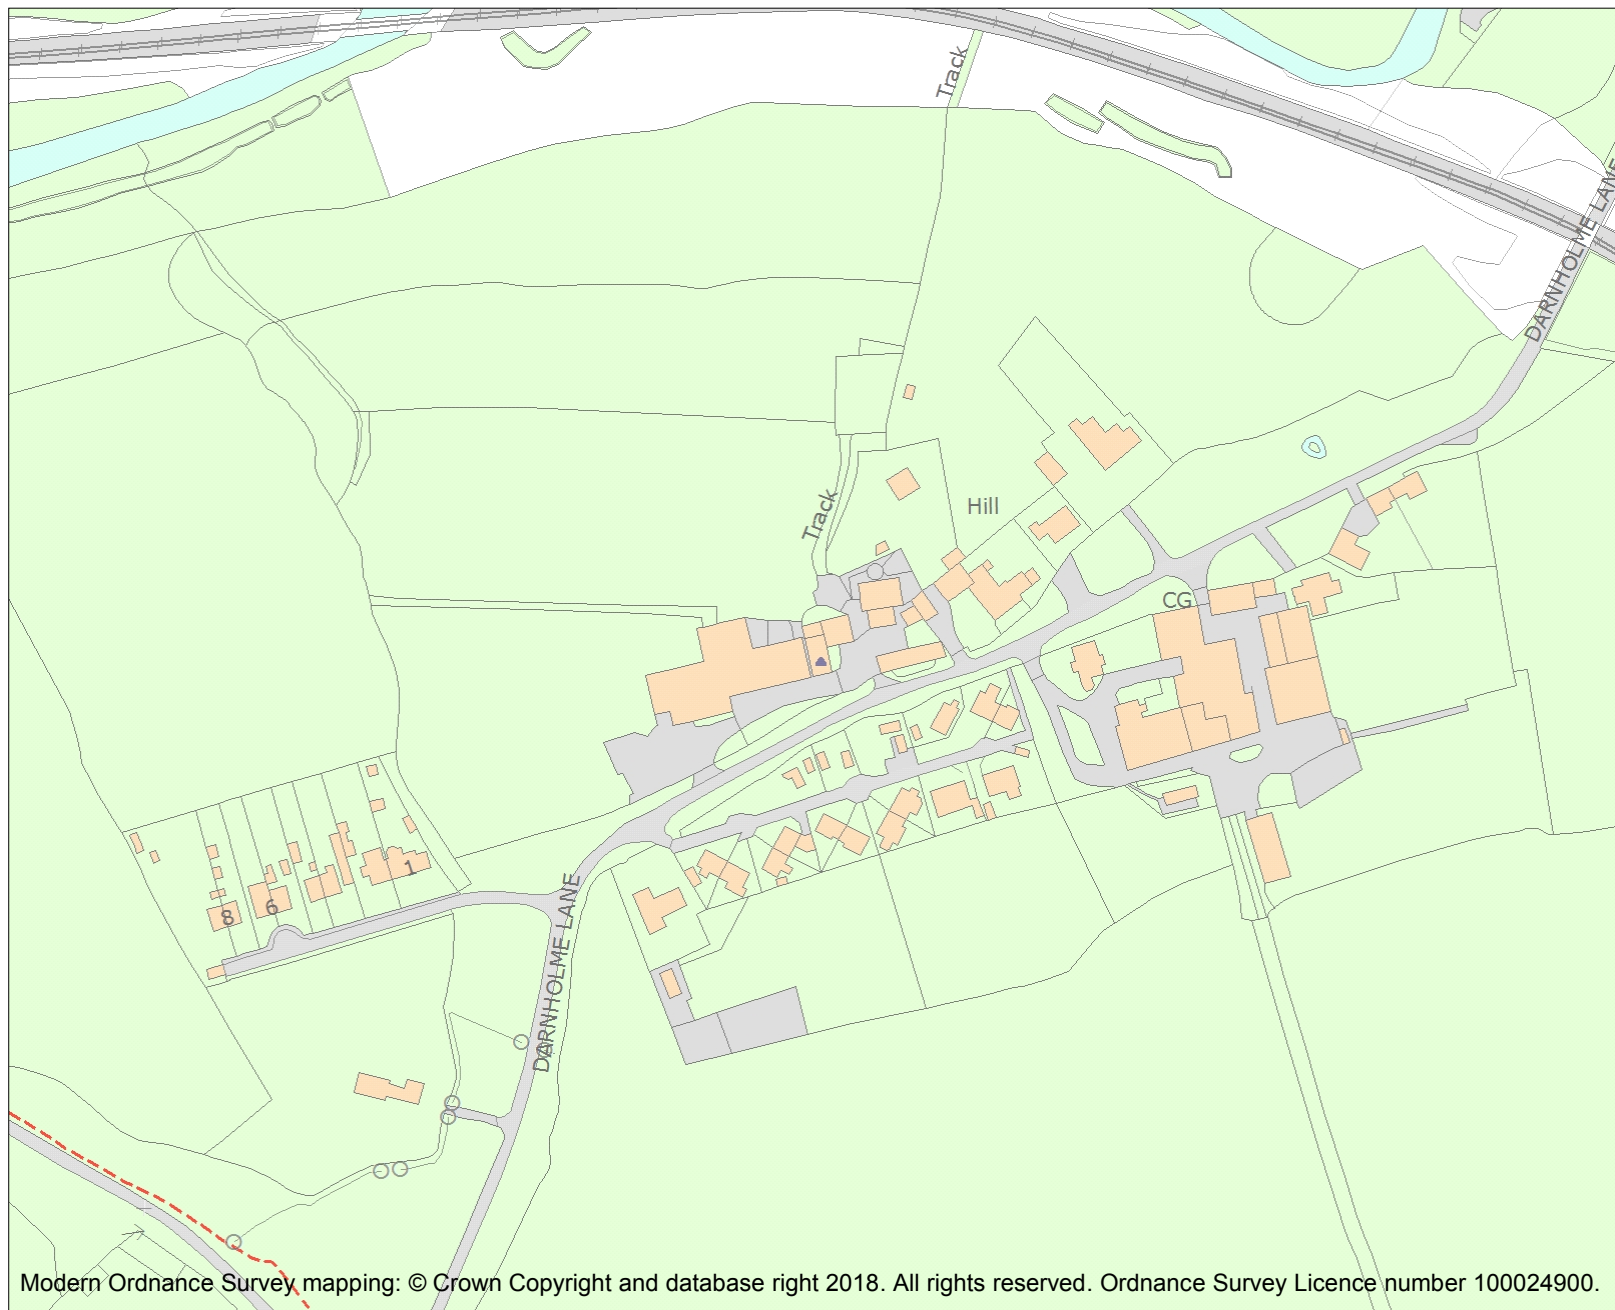 Track
DARNHOLME LANE
Track
Hill
CG
1
6
8
DARNHOLME LANE
Modern Ordnance Survey mapping: © Crown Copyright and database right 2018. All rights reserved. Ordnance Survey Licence number 100024900.